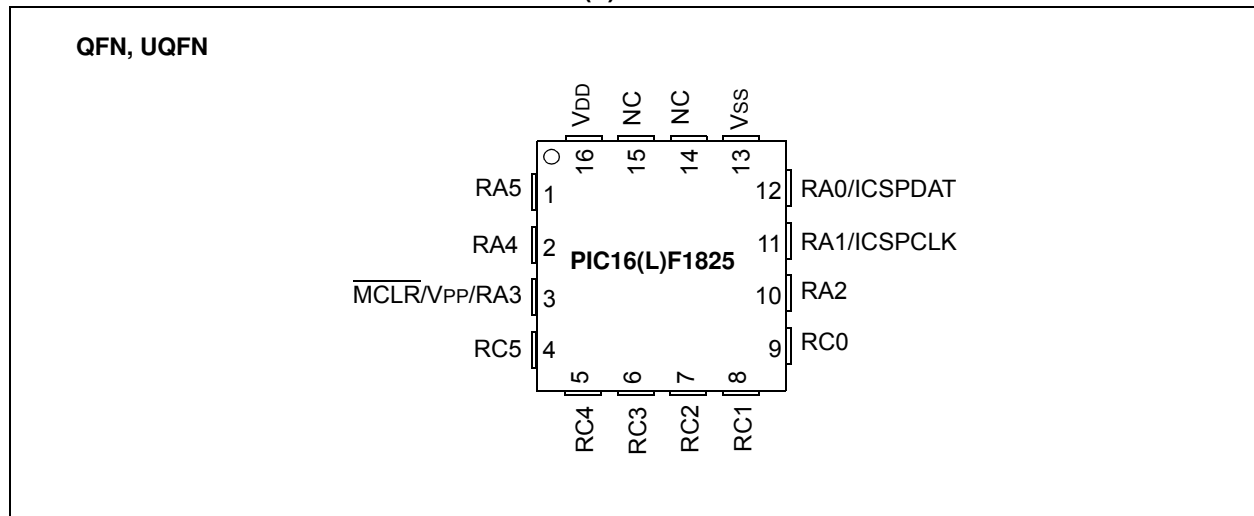 (L)
QFN, UQFN
VDD
NC
NC
VSS
16
15
14
13
RA5
1
12
RA0/ICSPDAT
RA4
2
PIC16(L)F1825
11
RA1/ICSPCLK
MCLR/VPP/RA3
3
10
RA2
RC5
4
9
RC0
5
6
7
8
RC4
RC3
RC2
RC1